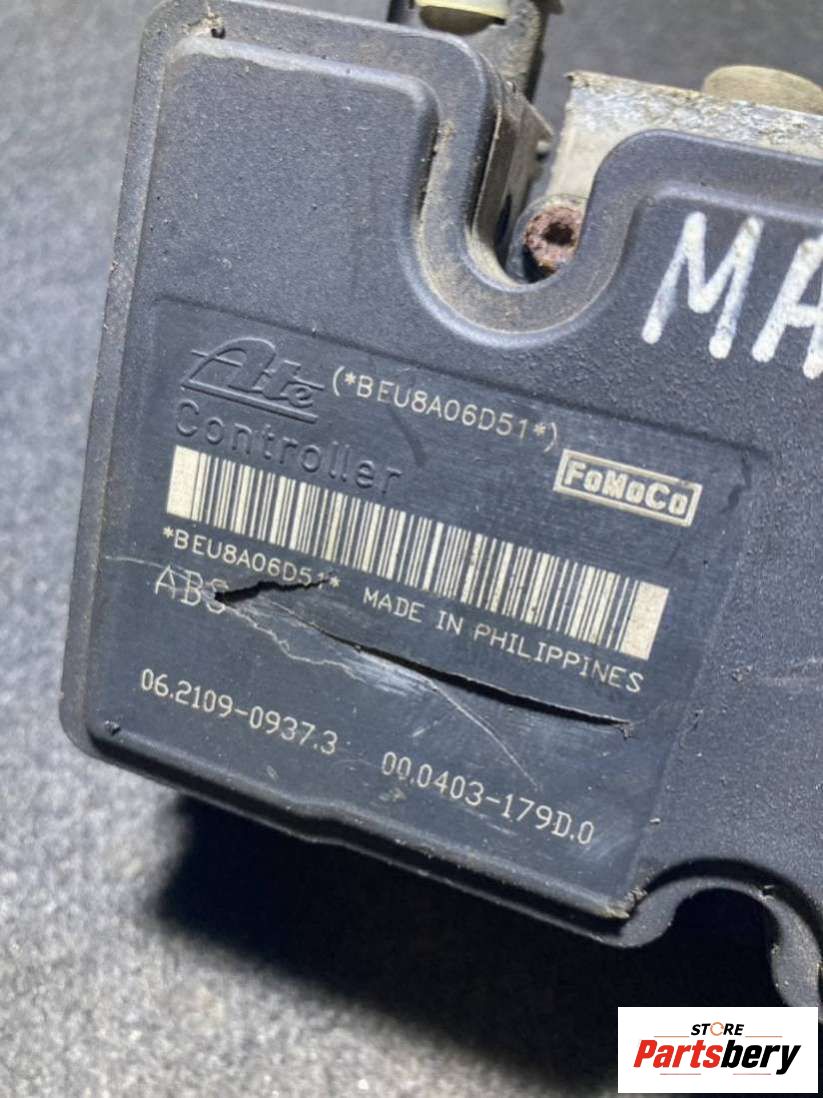 MA
Ate (*BEU8A06D51*)
Controller
FoMoCo
*BEU8A06D51* MADE IN PHILIPPINES
ABS
06.2109-0937.3 00.0403-179D.0
STORE
Partsbery